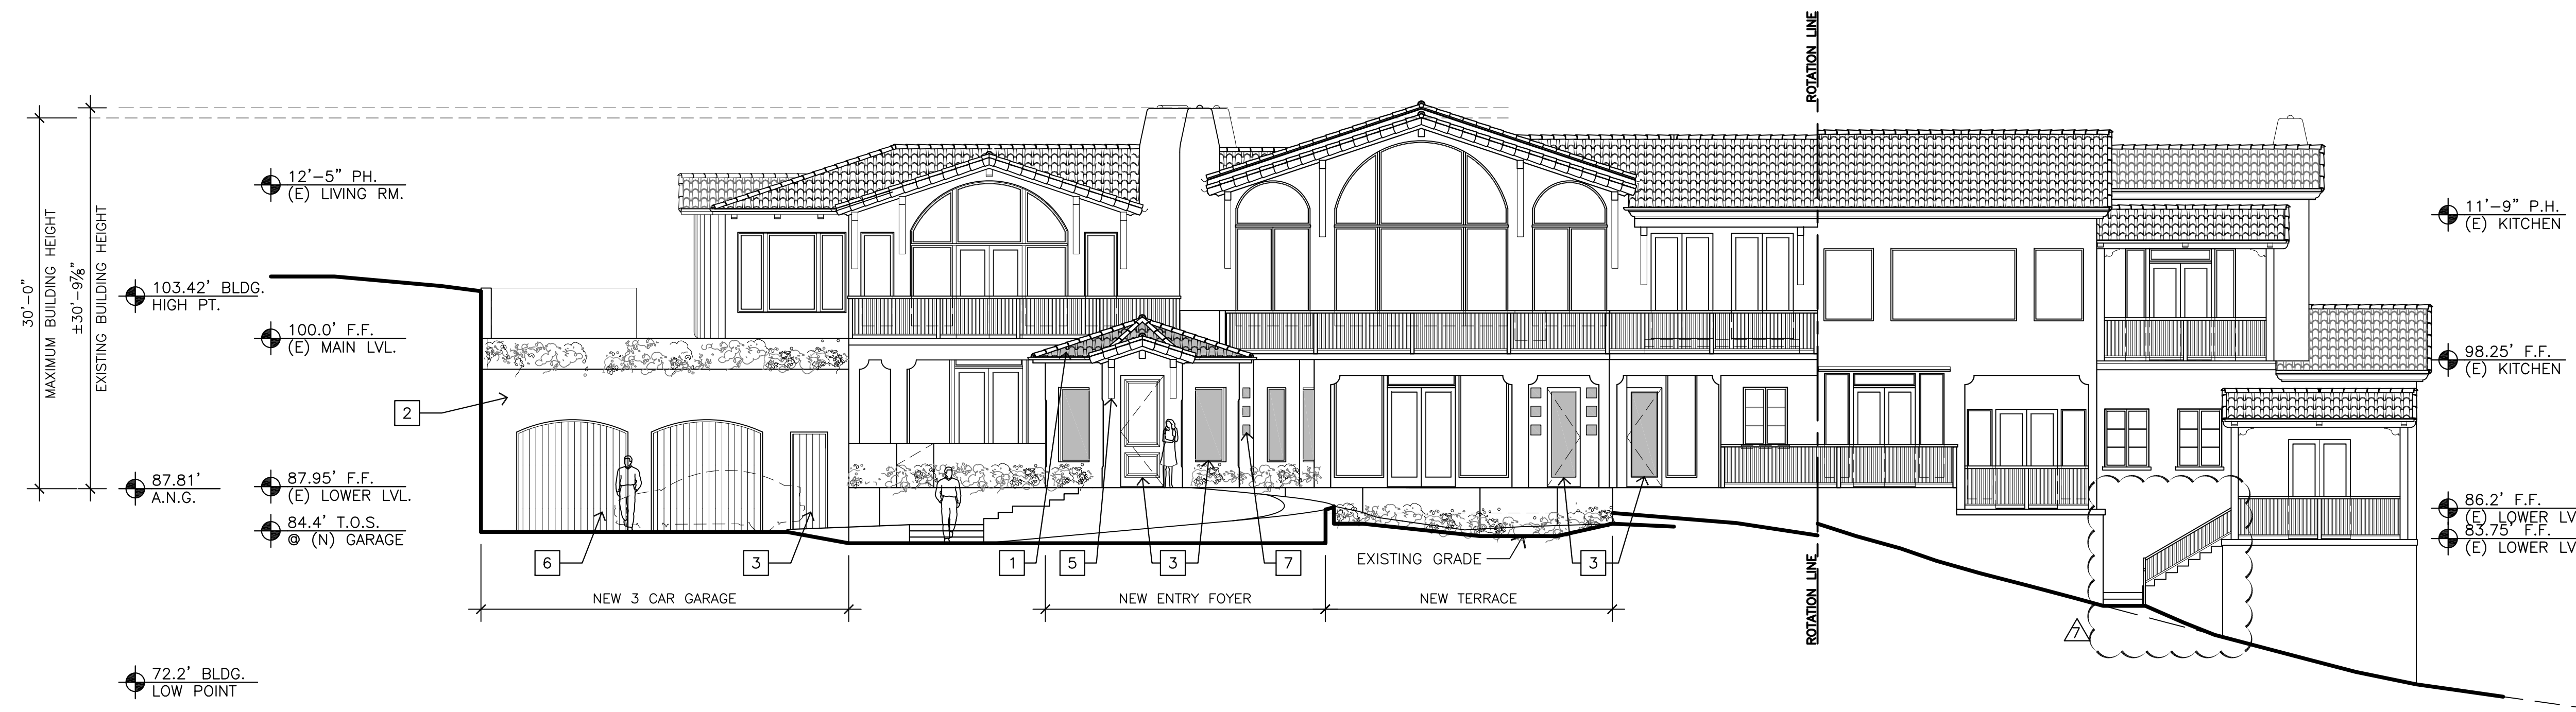 ROTATION LINE
30'-0"
MAXIMUM BUILDING HEIGHT
±30'-9⅞"
EXISTING BUILDING HEIGHT
12'-5" PH.
(E) LIVING RM.
103.42' BLDG.
HIGH PT.
100.0' F.F.
(E) MAIN LVL.
87.81'
A.N.G.
87.95' F.F.
(E) LOWER LVL.
84.4' T.O.S.
@ (N) GARAGE
72.2' BLDG.
LOW POINT
2
6
3
1
5
3
7
EXISTING GRADE
3
NEW 3 CAR GARAGE
NEW ENTRY FOYER
NEW TERRACE
ROTATION LINE
7
11'-9" P.H.
(E) KITCHEN
98.25' F.F.
(E) KITCHEN
86.2' F.F.
(E) LOWER LV
83.75' F.F.
(E) LOWER LV